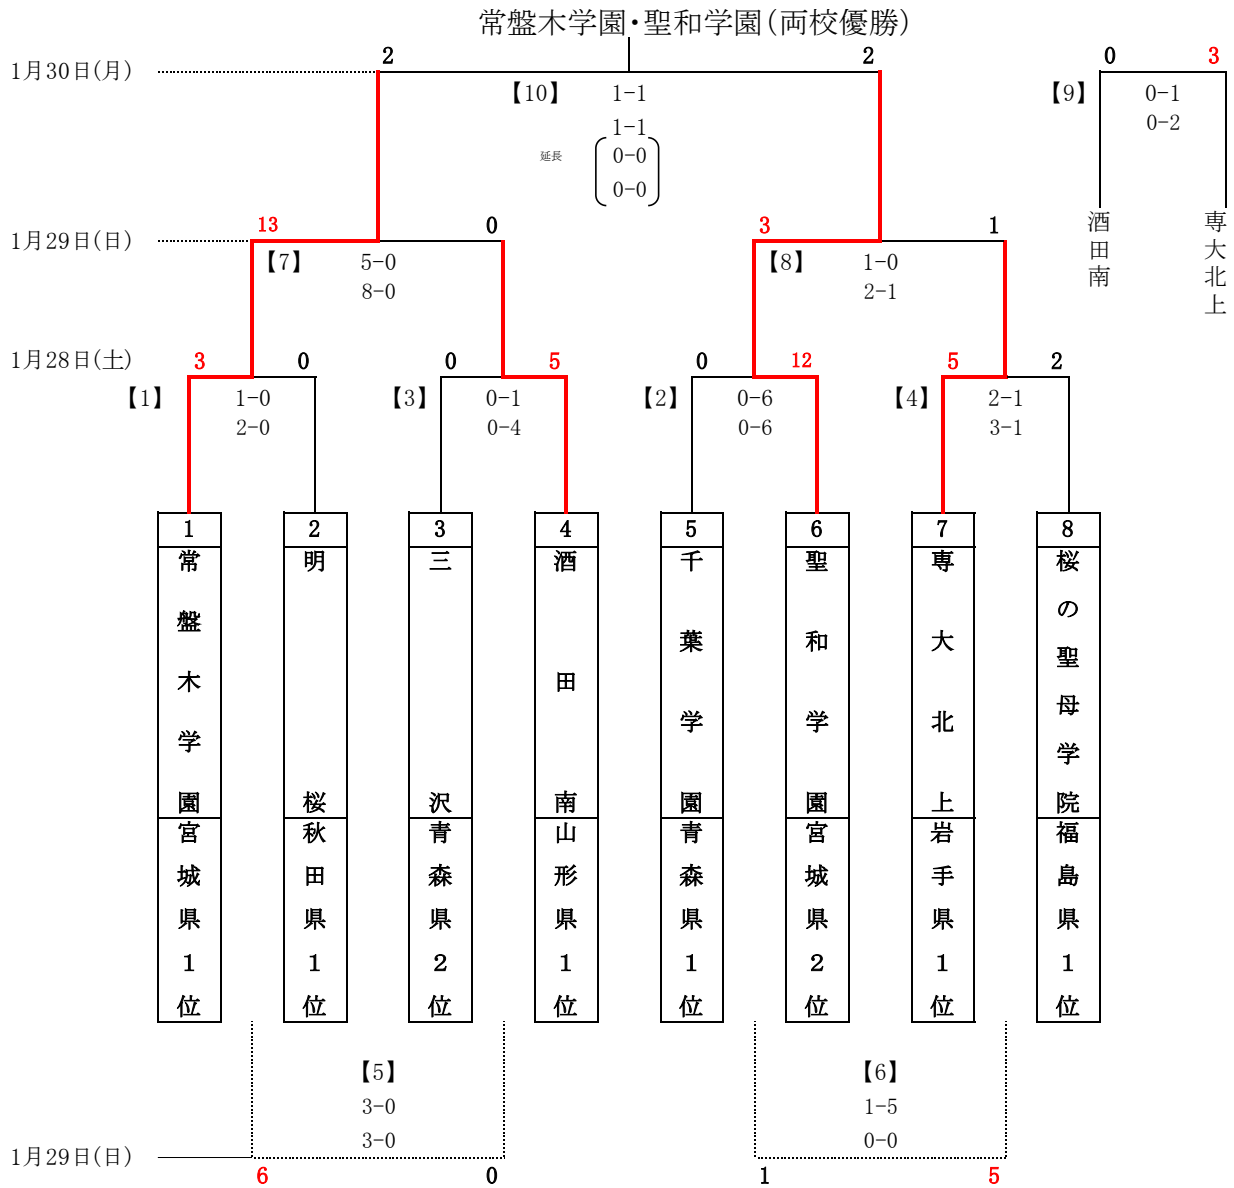 常盤木学園・聖和学園(両校優勝)
2
2
0
3
1月30日(月)
【10】
1-1
【9】
0-1
1-1
0-2
延長
0-0
0-0
酒田南
専大北上
13
0
3
1
1月29日(日)
【7】
5-0
【8】
1-0
8-0
2-1
1月28日(土)
3
0
0
5
0
12
5
2
【1】
1-0
【3】
0-1
【2】
0-6
【4】
2-1
2-0
0-4
0-6
3-1
1
2
3
4
5
6
7
8
常盤木学園
明桜
三沢
酒田南
千葉学園
聖和学園
専大北上
桜の聖母学院
宮城県1位
秋田県1位
青森県2位
山形県1位
青森県1位
宮城県2位
岩手県1位
福島県1位
【5】
【6】
3-0
1-5
3-0
0-0
1月29日(日)
6
0
1
5